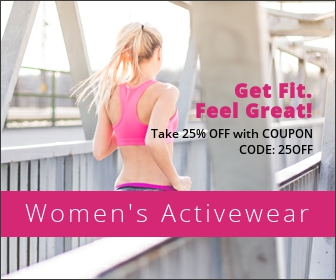 Get Fit.
Feel Great!
Take 25% OFF with COUPON
CODE: 25OFF
Women's Activewear